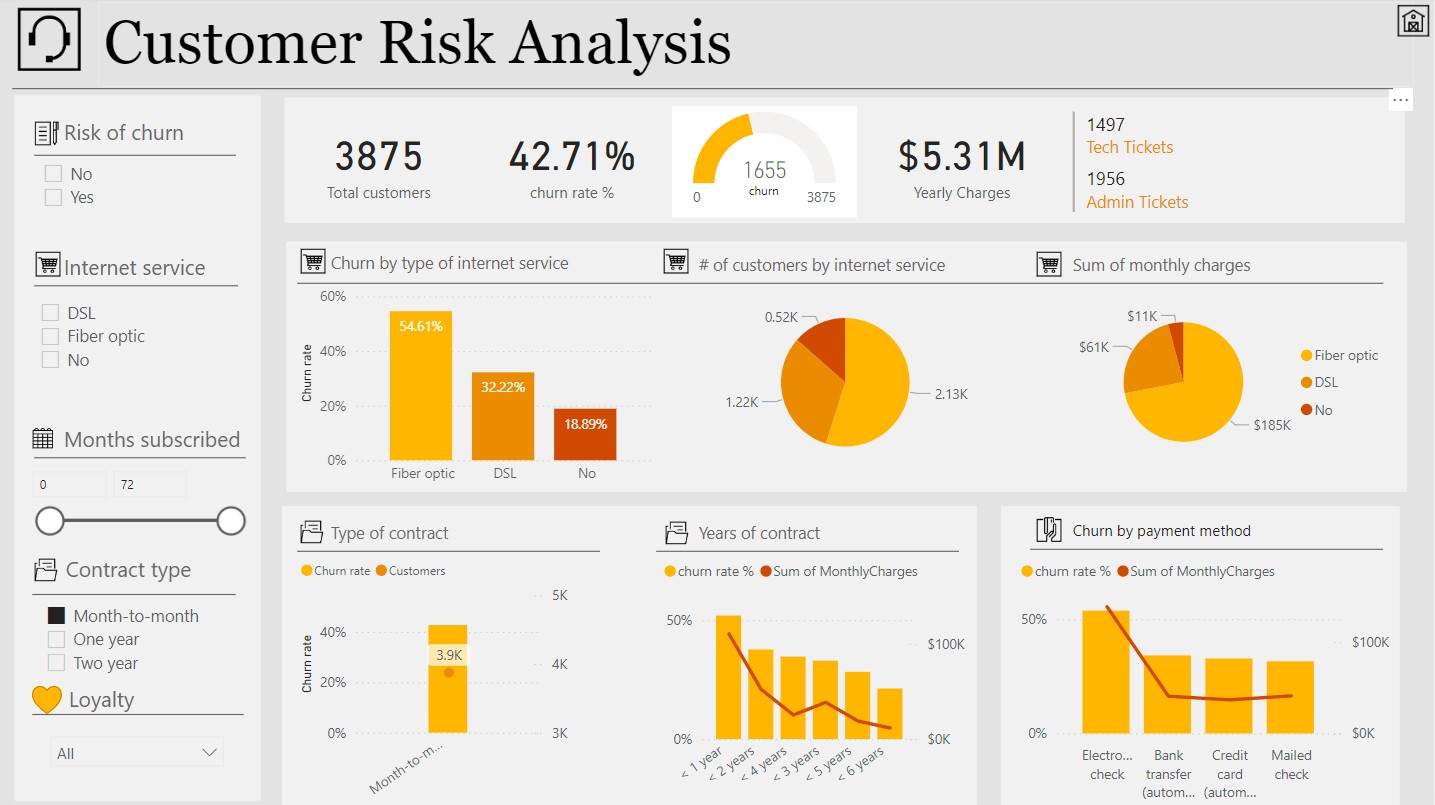 Customer Risk Analysis
...
Risk of churn
No
Yes
Internet service
DSL
Fiber optic
No
Months subscribed
0 72
Contract type
Month-to-month
One year
Two year
Loyalty
All
3875
Total customers
42.71%
churn rate %
1655
churn
0 3875
$5.31M
Yearly Charges
1497
Tech Tickets
1956
Admin Tickets
Churn by type of internet service
Churn rate
60%
40%
20%
0%
54.61%
32.22%
18.89%
Fiber optic DSL No
# of customers by internet service
0.52K
1.22K
2.13K
Sum of monthly charges
$11K
$61K
$185K
Fiber optic
DSL
No
Type of contract
Churn rate Customers
Churn rate
40%
20%
0%
3.9K
5K
4K
3K
Month-to-m...
Years of contract
churn rate % Sum of MonthlyCharges
50%
0%
$100K
$0K
< 1 year
< 2 years
< 4 years
< 3 years
< 5 years
< 6 years
Churn by payment method
churn rate % Sum of MonthlyCharges
50%
0%
$100K
$0K
Electro...
check
Bank
transfer
(autom...
Credit
card
(autom...
Mailed
check